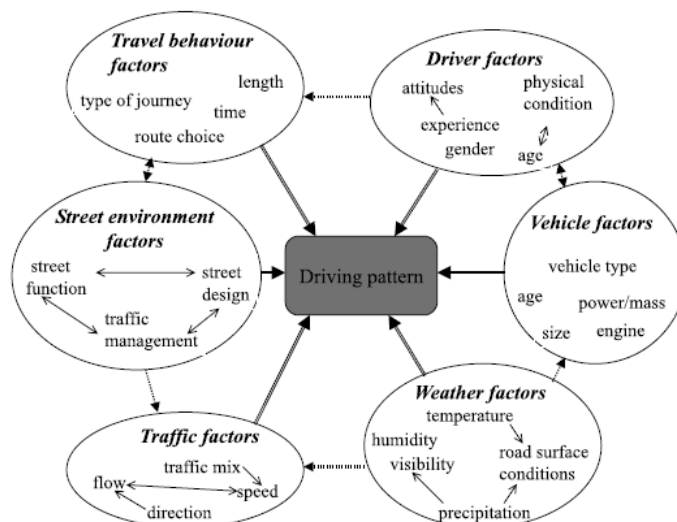 Travel behaviour
factors
length
type of journey
time
route choice
Driver factors
attitudes
physical
condition
experience
gender
age
Street environment
factors
street
function
street
design
traffic
management
Driving pattern
Vehicle factors
vehicle type
age
power/mass
size
engine
Traffic factors
traffic mix
flow
speed
direction
Weather factors
temperature
humidity
visibility
road surface
conditions
precipitation